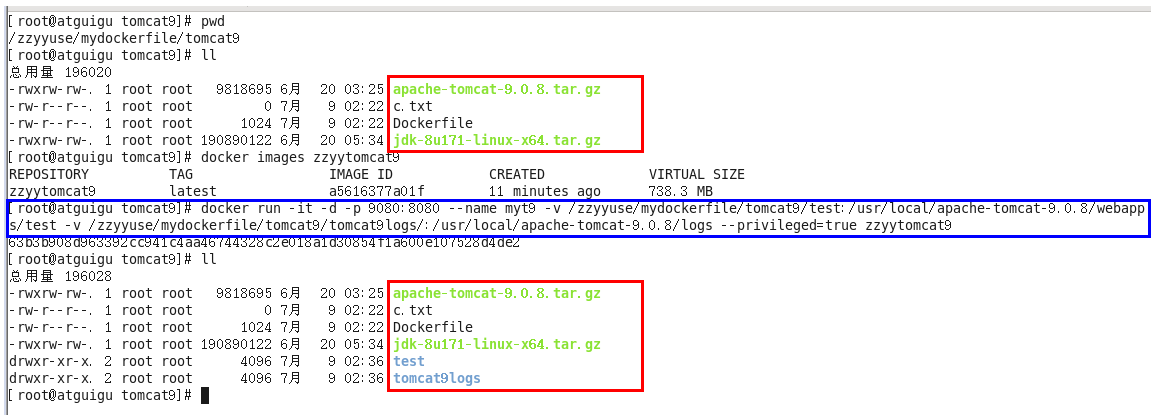 [root@atguigu tomcat9]# pwd
/zzyyuse/mydockerfile/tomcat9
[root@atguigu tomcat9]# ll
总用量 196020
-rwxrw-rw-. 1 root root   9818695 6月  20 03:25 apache-tomcat-9.0.8.tar.gz
-rw-r--r--. 1 root root         0 7月   9 02:22 c.txt
-rw-r--r--. 1 root root      1024 7月   9 02:22 Dockerfile
-rwxrw-rw-. 1 root root 190890122 6月  20 05:34 jdk-8u171-linux-x64.tar.gz
[root@atguigu tomcat9]# docker images zzyytomcat9
REPOSITORY          TAG                 IMAGE ID            CREATED             VIRTUAL SIZE
zzyytomcat9         latest              a5616377a01f        11 minutes ago      738.3 MB
[root@atguigu tomcat9]# docker run -it -d -p 9080:8080 --name myt9 -v /zzyyuse/mydockerfile/tomcat9/test:/usr/local/apache-tomcat-9.0.8/webapp
s/test -v /zzyyuse/mydockerfile/tomcat9/tomcat9logs/:/usr/local/apache-tomcat-9.0.8/logs --privileged=true zzyytomcat9
63b3b908d963392cc941c4aa46744328c2e018a1d30854f1a600e107528d4de2
[root@atguigu tomcat9]# ll
总用量 196028
-rwxrw-rw-. 1 root root   9818695 6月  20 03:25 apache-tomcat-9.0.8.tar.gz
-rw-r--r--. 1 root root         0 7月   9 02:22 c.txt
-rw-r--r--. 1 root root      1024 7月   9 02:22 Dockerfile
-rwxrw-rw-. 1 root root 190890122 6月  20 05:34 jdk-8u171-linux-x64.tar.gz
drwxr-xr-x. 2 root root      4096 7月   9 02:36 test
drwxr-xr-x. 2 root root      4096 7月   9 02:36 tomcat9logs
[root@atguigu tomcat9]#